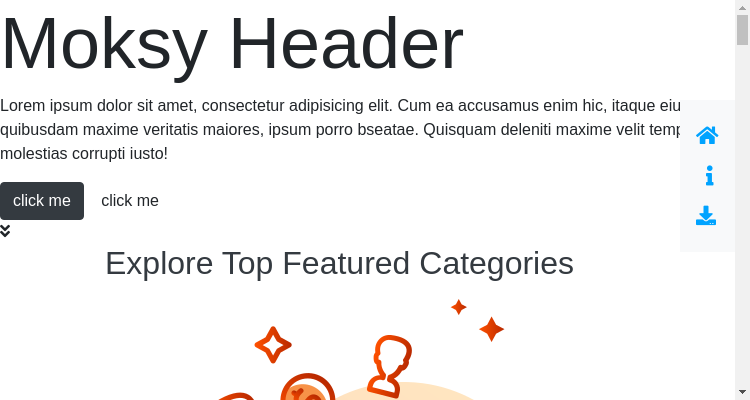 Moksy Header
Lorem ipsum dolor sit amet, consectetur adipisicing elit. Cum ea accusamus enim hic, itaque eiu
quibusdam maxime veritatis maiores, ipsum porro bseatae. Quisquam deleniti maxime velit temp
molestias corrupti iusto!
click me click me
Explore Top Featured Categories